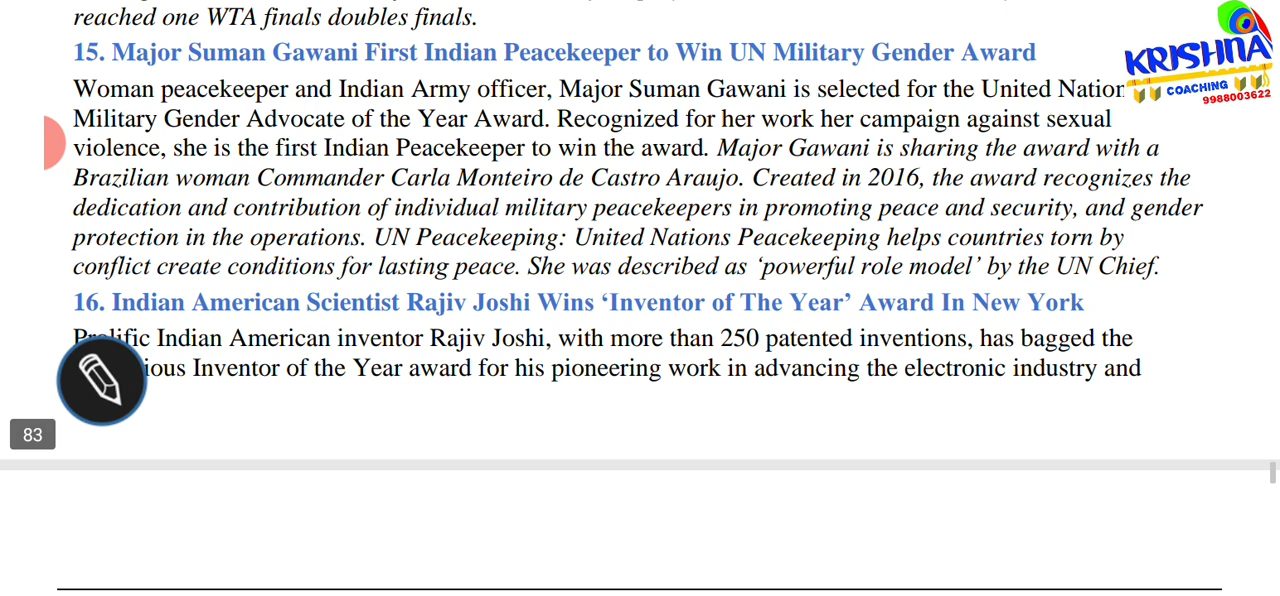 reached one WTA finals doubles finals.
15. Major Suman Gawani First Indian Peacekeeper to Win UN Military Gender Award
KRISHNA
COACHING
9988003622
Woman peacekeeper and Indian Army officer, Major Suman Gawani is selected for the United
Military Gender Advocate of the Year Award. Recognized for her work her campaign against sexual
violence, she is the first Indian Peacekeeper to win the award. Major Gawani is sharing the award with a
Brazilian woman Commander Carla Monteiro de Castro Araujo. Created in 2016, the award recognizes the
dedication and contribution of individual military peacekeepers in promoting peace and security, and gender
protection in the operations. UN Peacekeeping: United Nations Peacekeeping helps countries torn by
conflict create conditions for lasting peace. She was described as ‘powerful role model’ by the UN Chief.
16. Indian American Scientist Rajiv Joshi Wins ‘Inventor of The Year’ Award In New York
Indian American inventor Rajiv Joshi, with more than 250 patented inventions, has bagged the
Inventor of the Year award for his pioneering work in advancing the electronic industry and
83